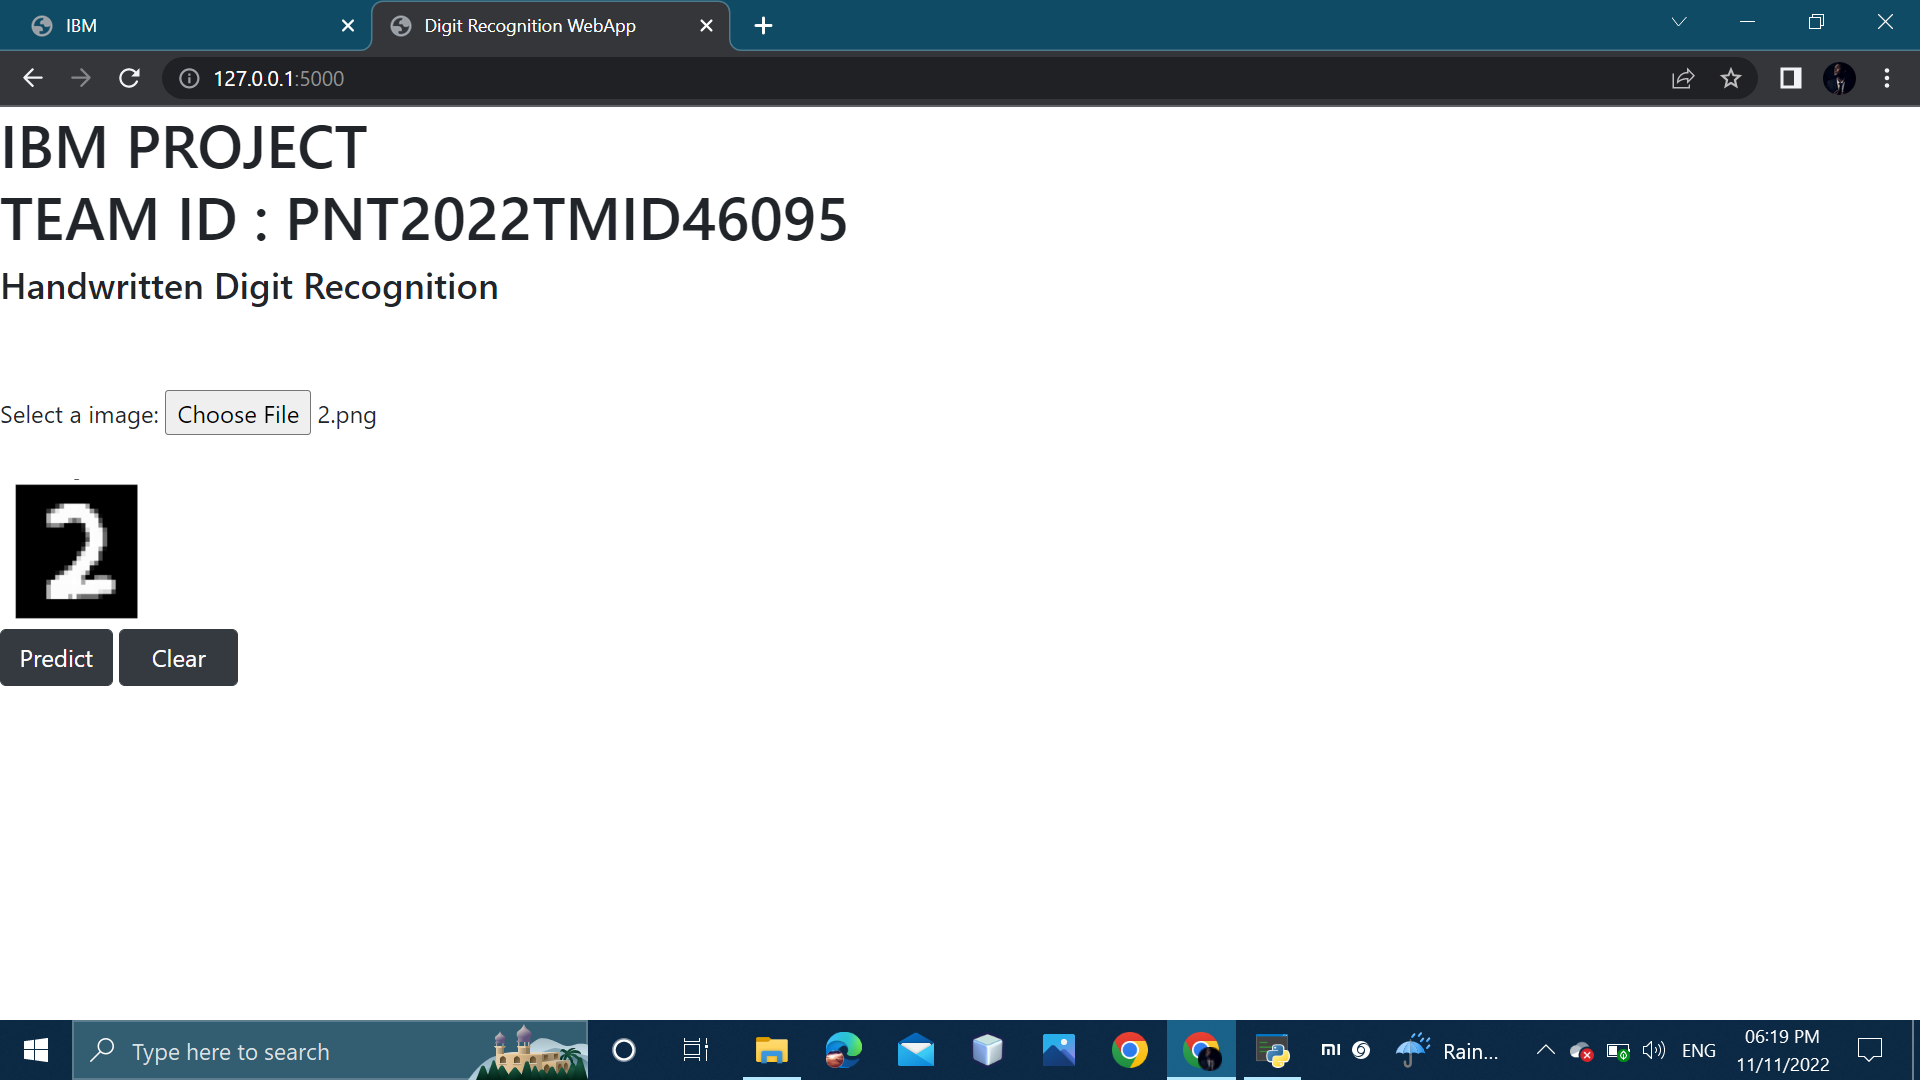 IBM
Digit Recognition WebApp
127.0.0.1:5000
IBM PROJECT
TEAM ID : PNT2022TMID46095
Handwritten Digit Recognition
Select a image: Choose File 2.png
2
Predict Clear
Type here to search
mi
Rain...
ENG
06:19 PM
11/11/2022